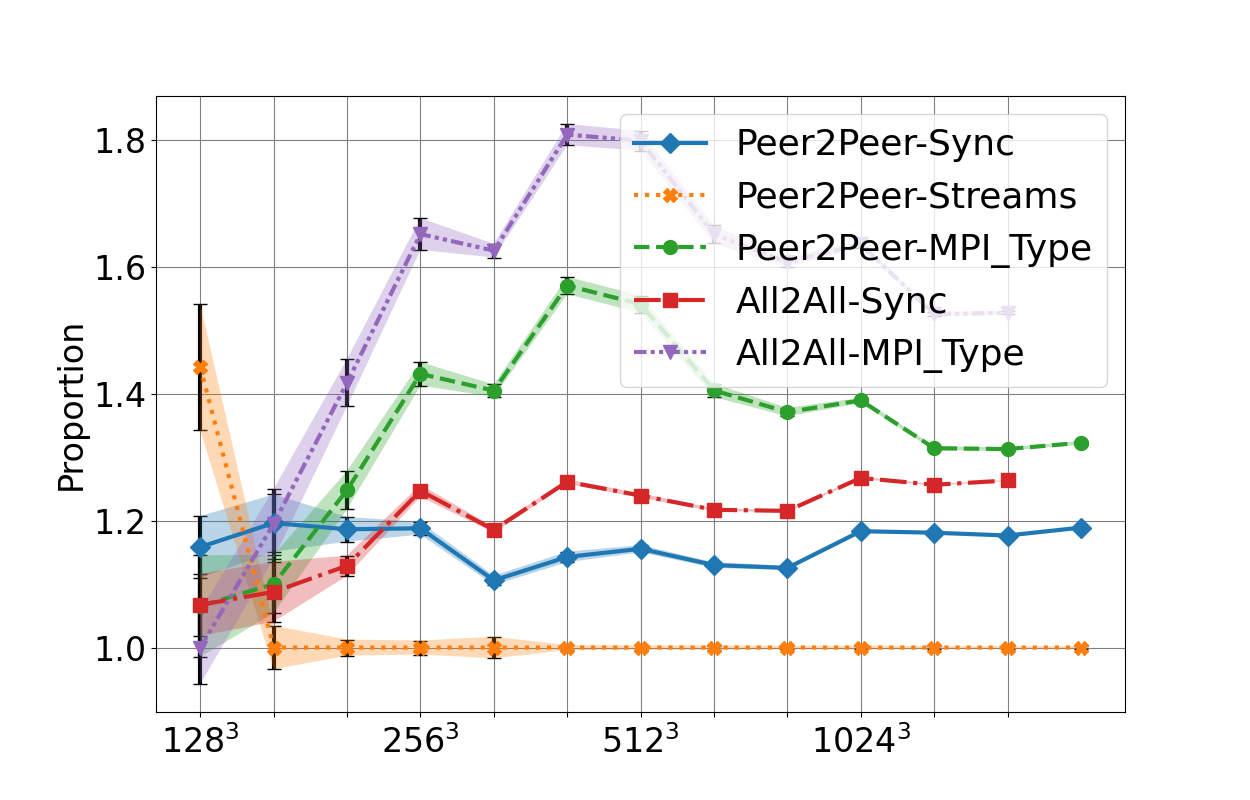 Proportion
1.8
1.6
1.4
1.2
1.0
128³
256³
512³
1024³
Peer2Peer-Sync
Peer2Peer-Streams
Peer2Peer-MPI_Type
All2All-Sync
All2All-MPI_Type